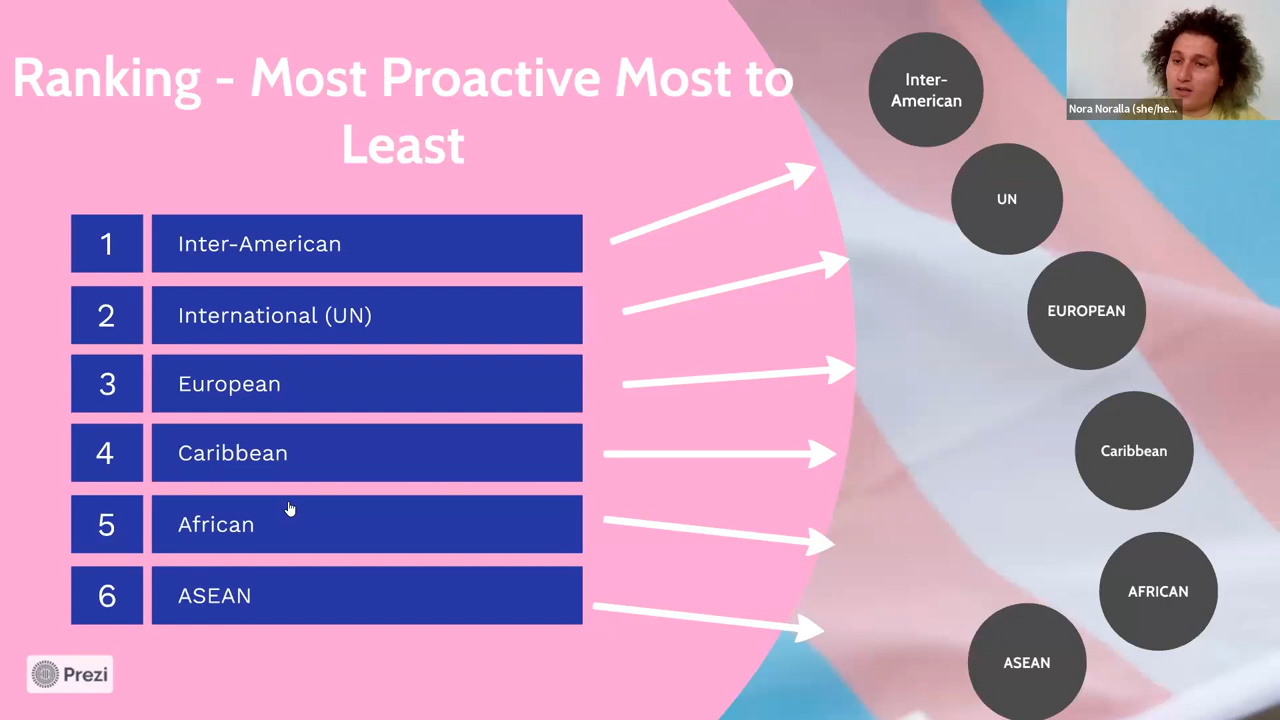 Ranking - Most Proactive Most to
Least
1 Inter-American
2 International (UN)
3 European
4 Caribbean
5 African
6 ASEAN
Prezi
Inter-
American
UN
EUROPEAN
Caribbean
AFRICAN
ASEAN
Nora Noralla (she/he...